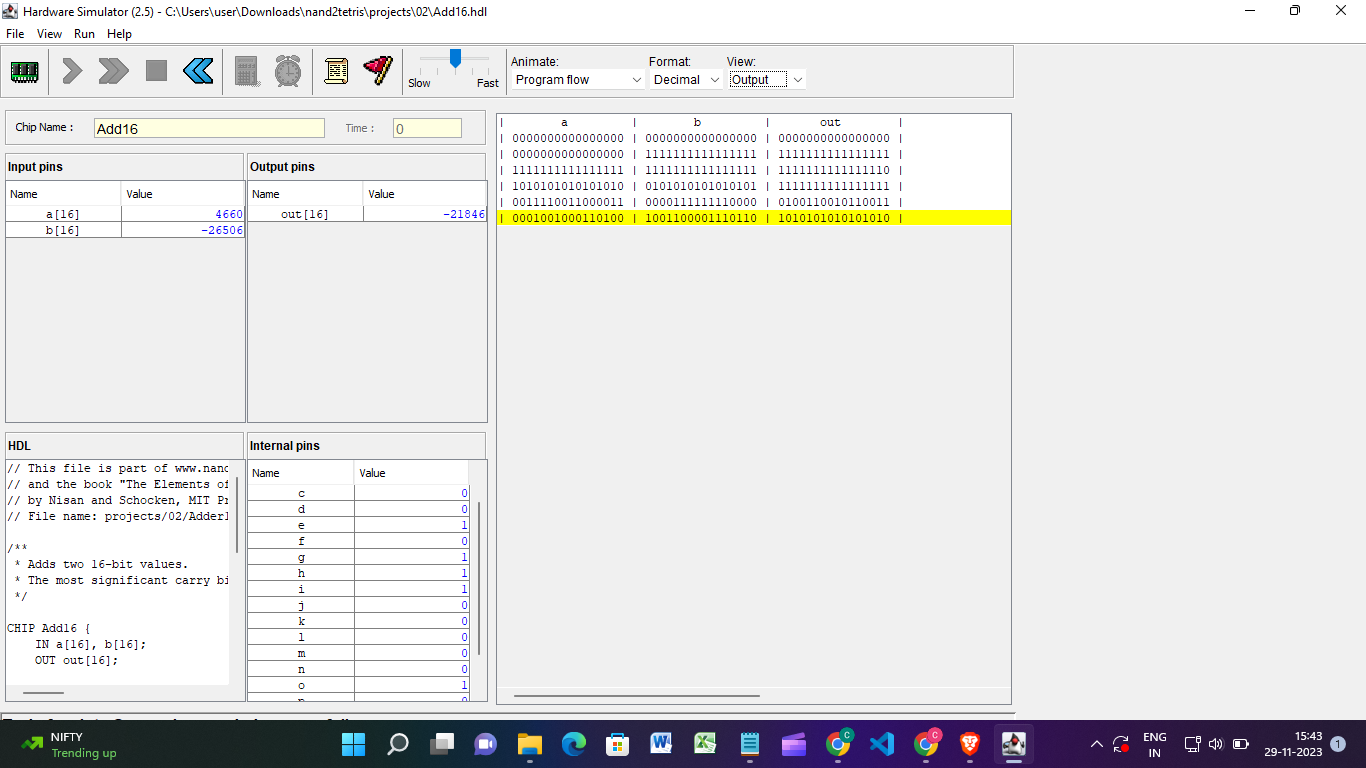 Hardware Simulator (2.5) - C:\Users\user\Downloads\nand2tetris\projects\02\Add16.hdl
File View Run Help
Slow Fast
Animate: Format: View:
Program flow Decimal Output
Chip Name : Add16 Time : 0
Input pins
Name Value
a[16] 4660
b[16] -26506
Output pins
Name Value
out[16] -21846
| a | b | out |
| 0000000000000000 | 0000000000000000 | 0000000000000000 |
| 0000000000000000 | 1111111111111111 | 1111111111111111 |
| 1111111111111111 | 1111111111111111 | 1111111111111110 |
| 1010101010101010 | 0101010101010101 | 1111111111111111 |
| 0011110011000011 | 0000111111110000 | 0100110010110011 |
| 0001001000110100 | 1001100001110110 | 1010101010101010 |
HDL
// This file is part of www.nand
// and the book "The Elements of
// by Nisan and Schocken, MIT Pr
// File name: projects/02/Adder1
/**
* Adds two 16-bit values.
* The most significant carry bi
*/
CHIP Add16 {
IN a[16], b[16];
OUT out[16];
Internal pins
Name Value
c 0
d 0
e 1
f 0
g 1
h 1
i 1
j 0
k 0
l 0
m 0
n 0
o 1
NIFTY
Trending up
ENG
IN
15:43
29-11-2023
1